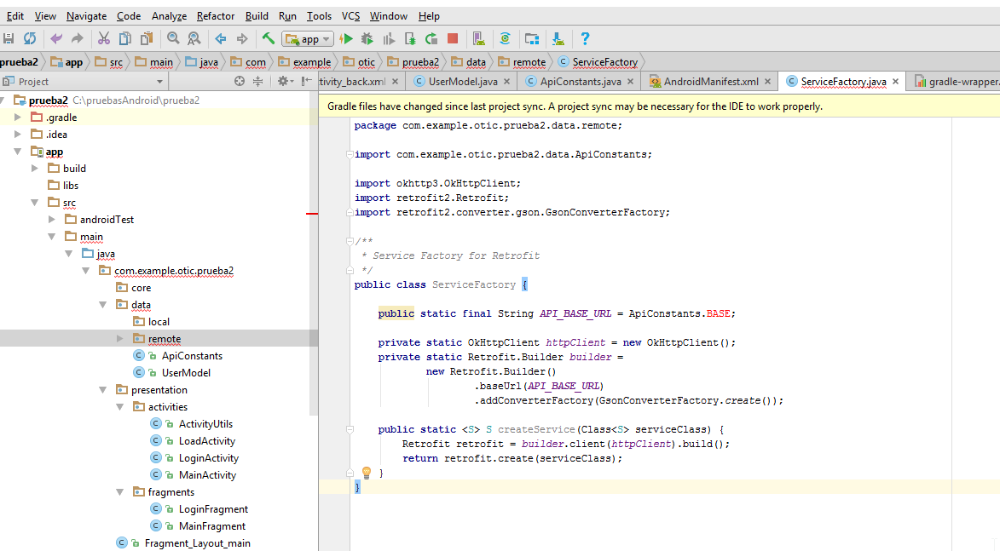 Edit View Navigate Code Analyze Refactor Build Run Tools VCS Window Help
app
prueba2 app src main java com example otic prueba2 data remote ServiceFactory
Project
tivity_back.xml UserModel.java ApiConstants.java AndroidManifest.xml ServiceFactory.java gradle-wrapper.
prueba2 C:\pruebasAndroid\prueba2
.gradle
.idea
app
build
libs
src
androidTest
main
java
com.example.otic.prueba2
core
data
local
remote
ApiConstants
UserModel
presentation
activities
ActivityUtils
LoadActivity
LoginActivity
MainActivity
fragments
LoginFragment
MainFragment
Fragment_Layout_main
Gradle files have changed since last project sync. A project sync may be necessary for the IDE to work properly.
package com.example.otic.prueba2.data.remote;
import com.example.otic.prueba2.data.ApiConstants;
import okhttp3.OkHttpClient;
import retrofit2.Retrofit;
import retrofit2.converter.gson.GsonConverterFactory;
/**
* Service Factory for Retrofit
*/
public class ServiceFactory {
public static final String API_BASE_URL = ApiConstants.BASE;
private static OkHttpClient httpClient = new OkHttpClient();
private static Retrofit.Builder builder =
new Retrofit.Builder()
.baseUrl(API_BASE_URL)
.addConverterFactory(GsonConverterFactory.create());
public static <S> S createService(Class<S> serviceClass) {
Retrofit retrofit = builder.client(httpClient).build();
return retrofit.create(serviceClass);
}
}